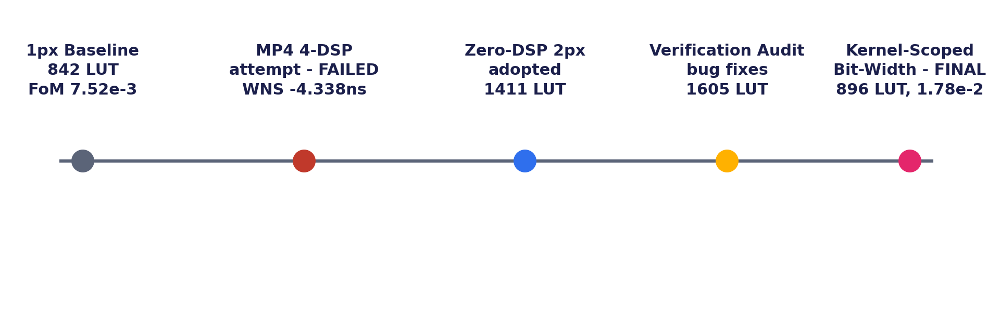 1px Baseline
842 LUT
FoM 7.52e-3
MP4 4-DSP
attempt - FAILED
WNS -4.338ns
Zero-DSP 2px
adopted
1411 LUT
Verification Audit
bug fixes
1605 LUT
Kernel-Scoped
Bit-Width - FINAL
896 LUT, 1.78e-2